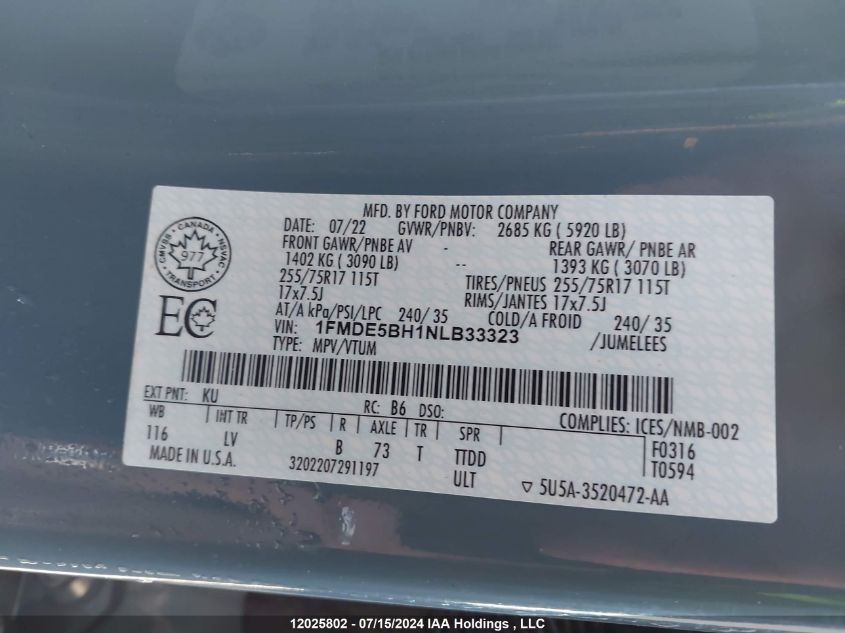 MFD. BY FORD MOTOR COMPANY
DATE: 07/22 GVWR/PNBV: 2685 KG ( 5920 LB)
FRONT GAWR/PNBE AV - REAR GAWR/ PNBE AR
1402 KG ( 3090 LB) -- 1393 KG ( 3070 LB)
255/75R17 115T TIRES/PNEUS 255/75R17 115T
17x7.5J RIMS/JANTES 17x7.5J
AT/A kPa/PSI/LPC 240/ 35 COLD/A FROID 240/ 35
VIN: 1FMDE5BH1NLB33323 /JUMELEES
TYPE: MPV/VTUM
CANADA
CMVSS NSVAC
977
TRANSPORT
EC
EXT PNT: KU RC: B6 DSO: COMPLIES: ICES/NMB-002
WB INT TR TP/PS R AXLE TR SPR F0316
116 LV B 73 T TTDD T0594
MADE IN U.S.A. 3202207291197 ULT ▽ 5U5A-3520472-AA
12025802 - 07/15/2024 IAA Holdings, LLC